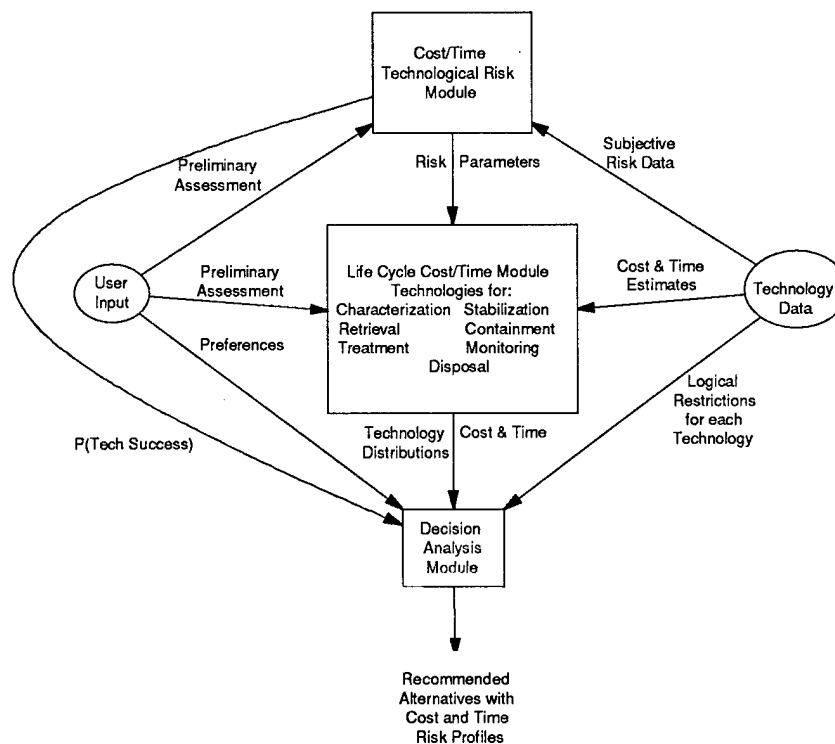 Cost/Time
Technological Risk
Module
Preliminary
Assessment
Risk Parameters
Subjective
Risk Data
User
Input
Preliminary
Assessment
Preferences
Life Cycle Cost/Time Module
Technologies for:
Characterization Stabilization
Retrieval Containment
Treatment Monitoring
Disposal
Cost & Time
Estimates
Technology
Data
Logical
Restrictions
for each
Technology
P(Tech Success)
Technology Cost & Time
Distributions
Decision
Analysis
Module
Recommended
Alternatives with
Cost and Time
Risk Profiles